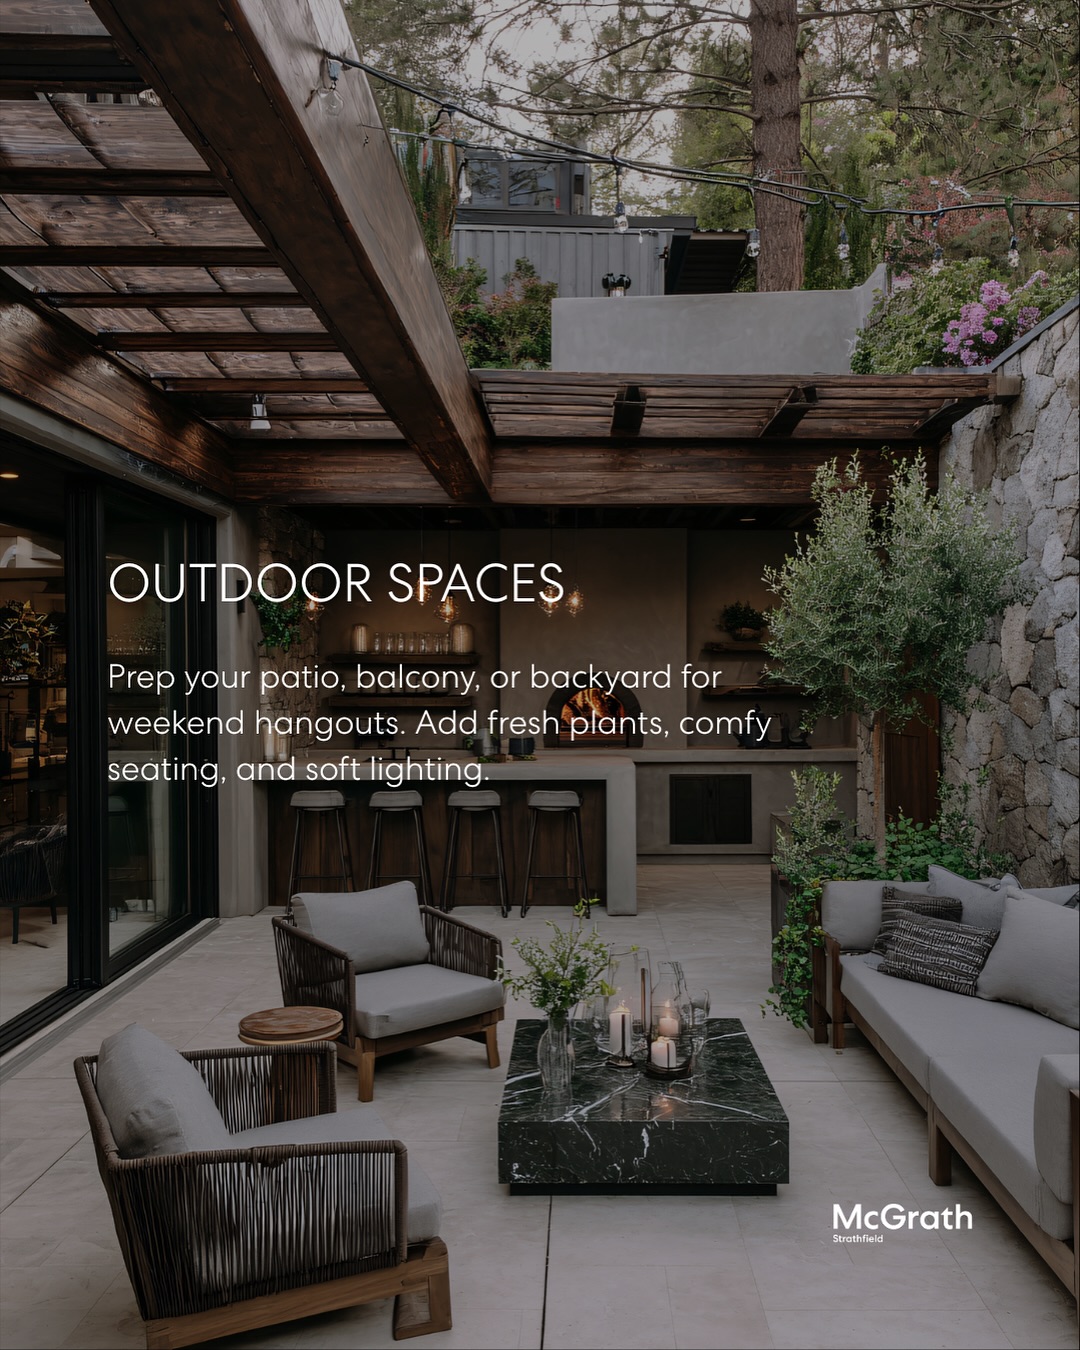 OUTDOOR SPACES
Prep your patio, balcony, or backyard for
weekend hangouts. Add fresh plants, comfy
seating, and soft lighting.
McGrath
Strathfield